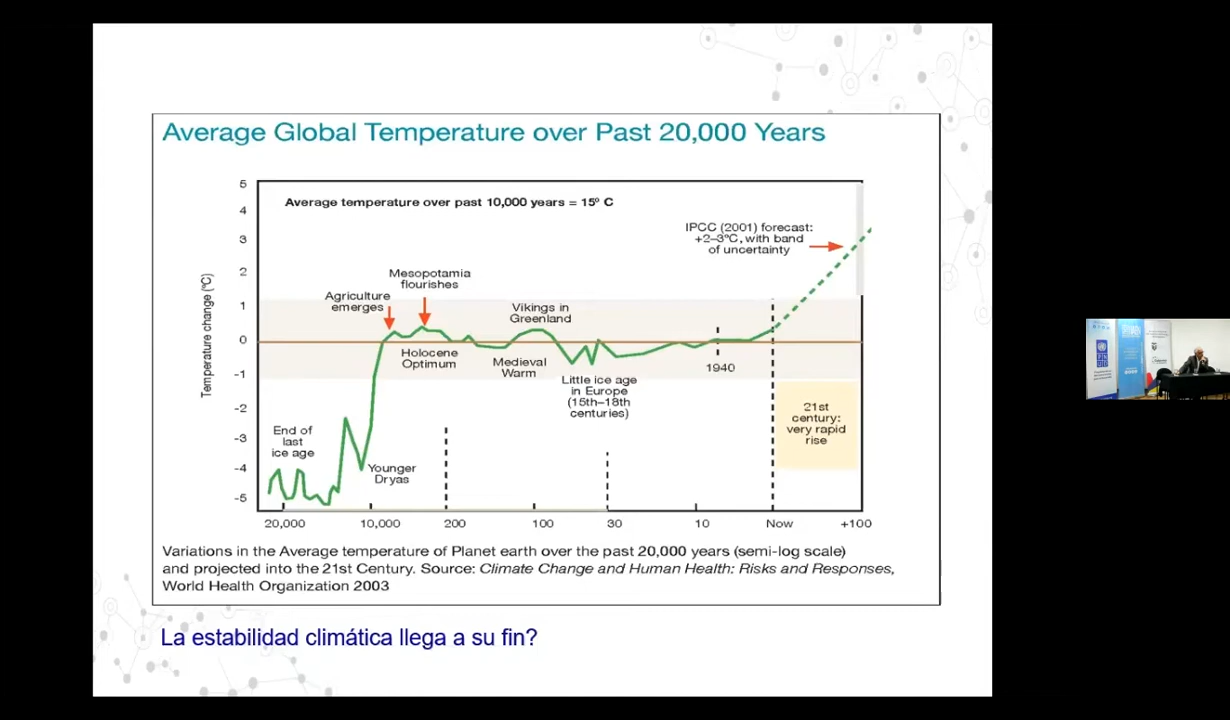 Average Global Temperature over Past 20,000 Years
Average temperature over past 10,000 years = 15º C
IPCC (2001) forecast:
+2–3ºC, with band
of uncertainty
Mesopotamia
flourishes
Agriculture
emerges
Vikings in
Greenland
Holocene
Optimum
Medieval
Warm
Little ice age
in Europe
(15th–18th
centuries)
1940
21st
century:
very rapid
rise
End of
last
ice age
Younger
Dryas
Temperature change (ºC)
5
4
3
2
1
0
-1
-2
-3
-4
-5
20,000
10,000
200
100
30
10
Now
+100
Variations in the Average temperature of Planet earth over the past 20,000 years (semi-log scale)
and projected into the 21st Century. Source: Climate Change and Human Health: Risks and Responses,
World Health Organization 2003
La estabilidad climática llega a su fin?